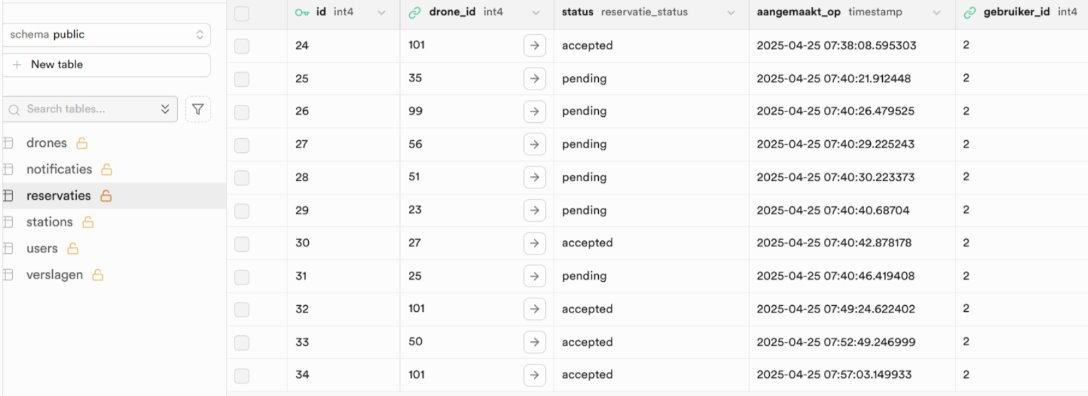 schema public
New table
Search tables...
drones
notificaties
reservaties
stations
users
verslagen
id int4 drone_id int4 status reservatie_status aangemaakt_op timestamp gebruiker_id int4
24 101 accepted 2025-04-25 07:38:08.595303 2
25 35 pending 2025-04-25 07:40:21.912448 2
26 99 pending 2025-04-25 07:40:26.479525 2
27 56 pending 2025-04-25 07:40:29.225243 2
28 51 pending 2025-04-25 07:40:30.223373 2
29 23 pending 2025-04-25 07:40:40.68704 2
30 27 accepted 2025-04-25 07:40:42.878178 2
31 25 pending 2025-04-25 07:40:46.419408 2
32 101 accepted 2025-04-25 07:49:24.622402 2
33 50 accepted 2025-04-25 07:52:49.246999 2
34 101 accepted 2025-04-25 07:57:03.149933 2